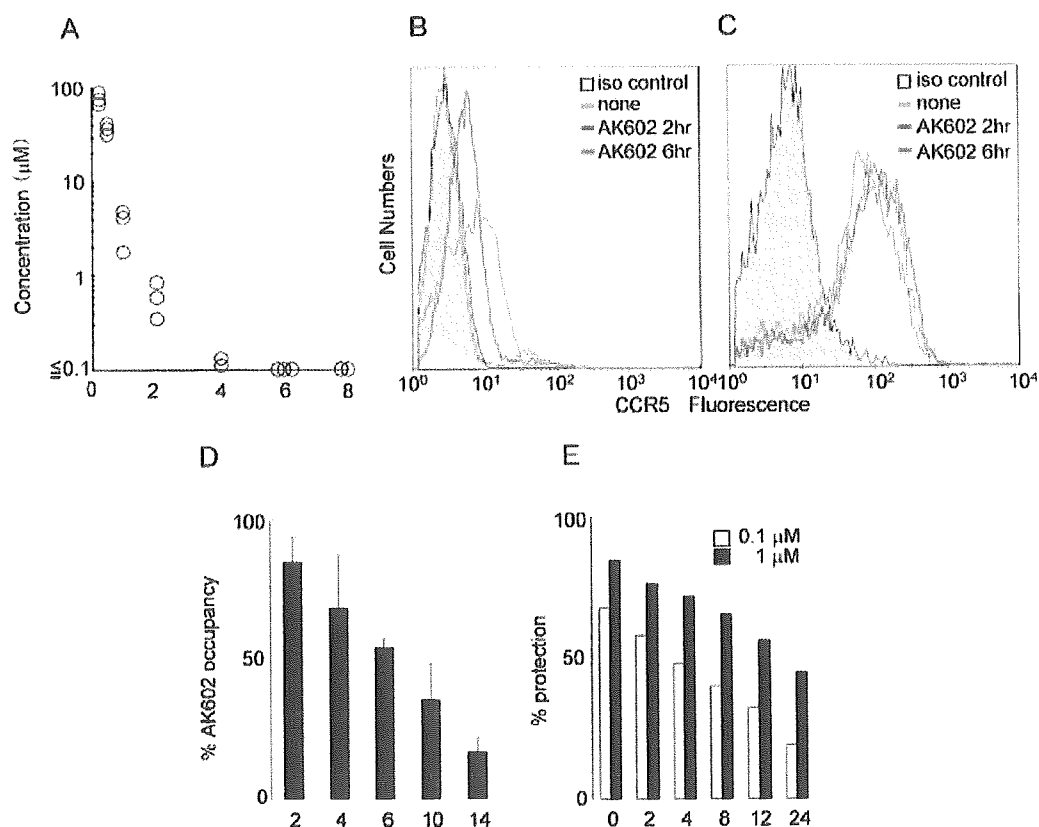 A
Concentration (μM)
100
10
1
≦0.1
0 2 4 6 8
B
iso control
none
AK602 2hr
AK602 6hr
Cell Numbers
10⁰ 10¹ 10² 10³ 10⁴
C
iso control
none
AK602 2hr
AK602 6hr
10⁰ 10¹ 10² 10³ 10⁴
CCR5 Fluorescence
D
% AK602 occupancy
100
50
0
2 4 6 10 14
E
% protection
100
50
0
0.1 μM
1 μM
0 2 4 8 12 24